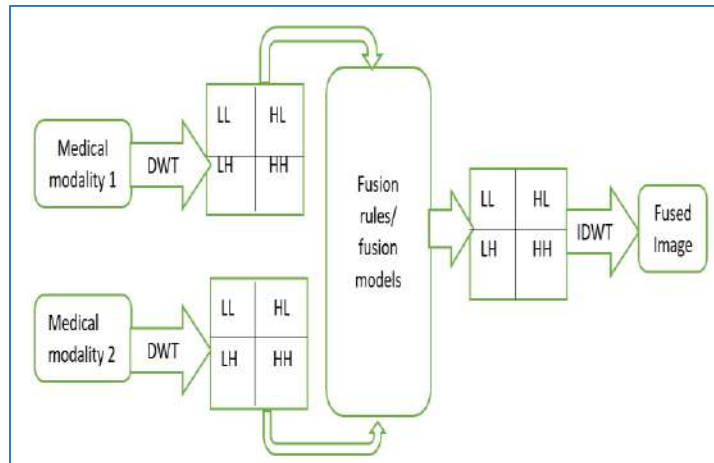 Medical
modality 1
DWT
LL HL
LH HH
Medical
modality 2
DWT
LL HL
LH HH
Fusion
rules/
fusion
models
LL HL
LH HH
IDWT
Fused
Image